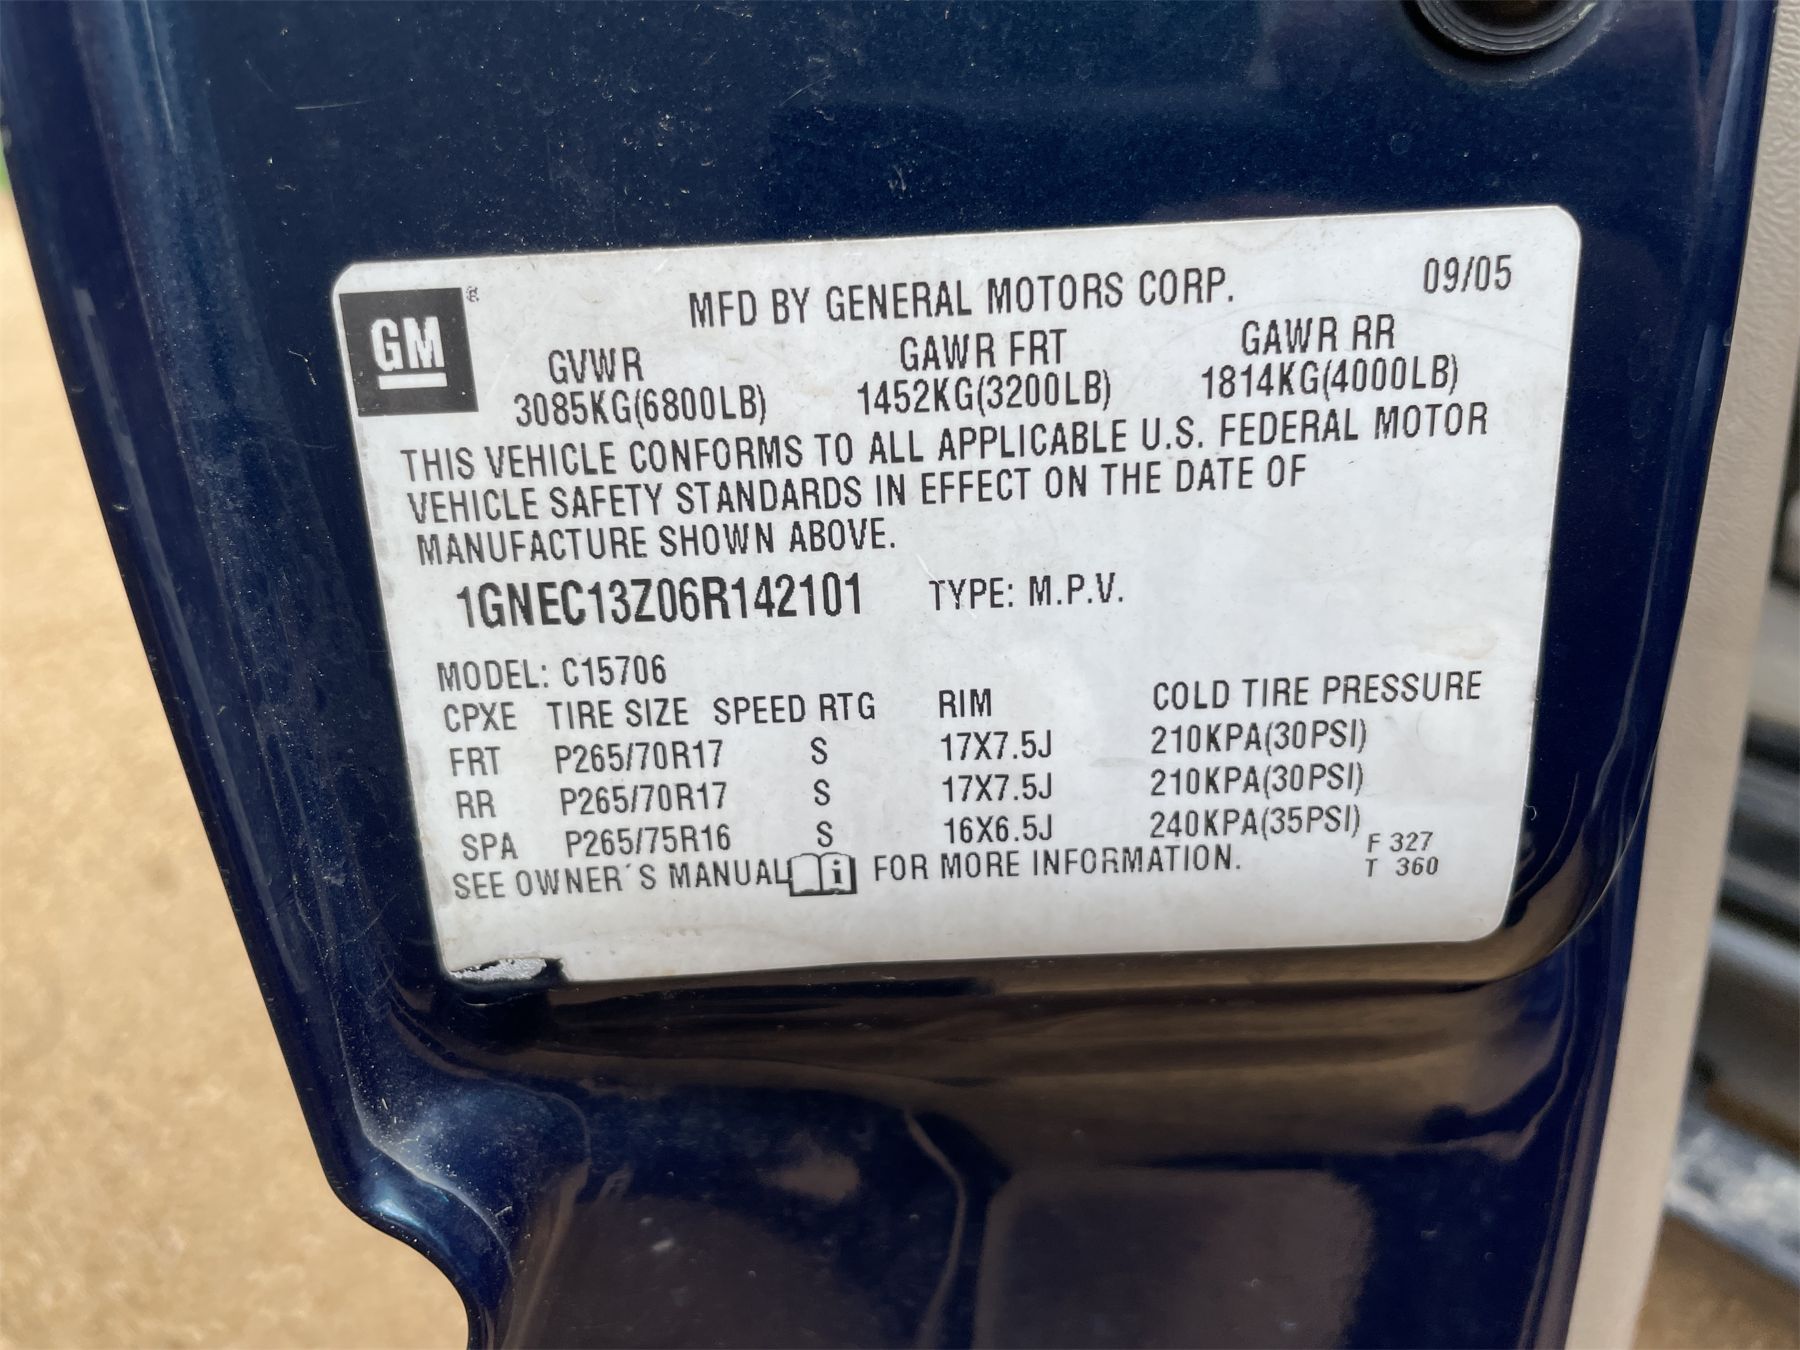 GM ®
MFD BY GENERAL MOTORS CORP. 09/05
GVWR GAWR FRT GAWR RR
3085KG(6800LB) 1452KG(3200LB) 1814KG(4000LB)
THIS VEHICLE CONFORMS TO ALL APPLICABLE U.S. FEDERAL MOTOR
VEHICLE SAFETY STANDARDS IN EFFECT ON THE DATE OF
MANUFACTURE SHOWN ABOVE.
1GNEC13Z06R142101 TYPE: M.P.V.
MODEL: C15706
CPXE TIRE SIZE SPEED RTG RIM COLD TIRE PRESSURE
FRT P265/70R17 S 17X7.5J 210KPA(30PSI)
RR P265/70R17 S 17X7.5J 210KPA(30PSI)
SPA P265/75R16 S 16X6.5J 240KPA(35PSI)
SEE OWNER´S MANUAL i FOR MORE INFORMATION.
F 327
T 360